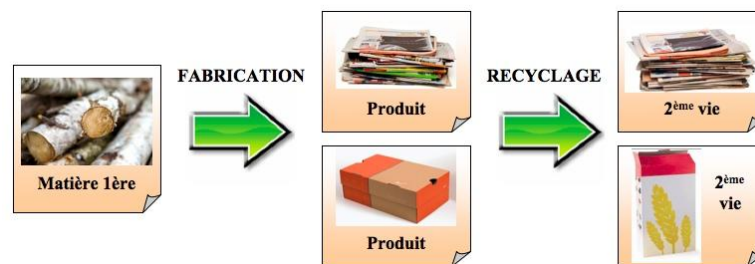 FABRICATION
RECYCLAGE
Matière 1ère
Produit
2ème vie
Produit
2ème
vie